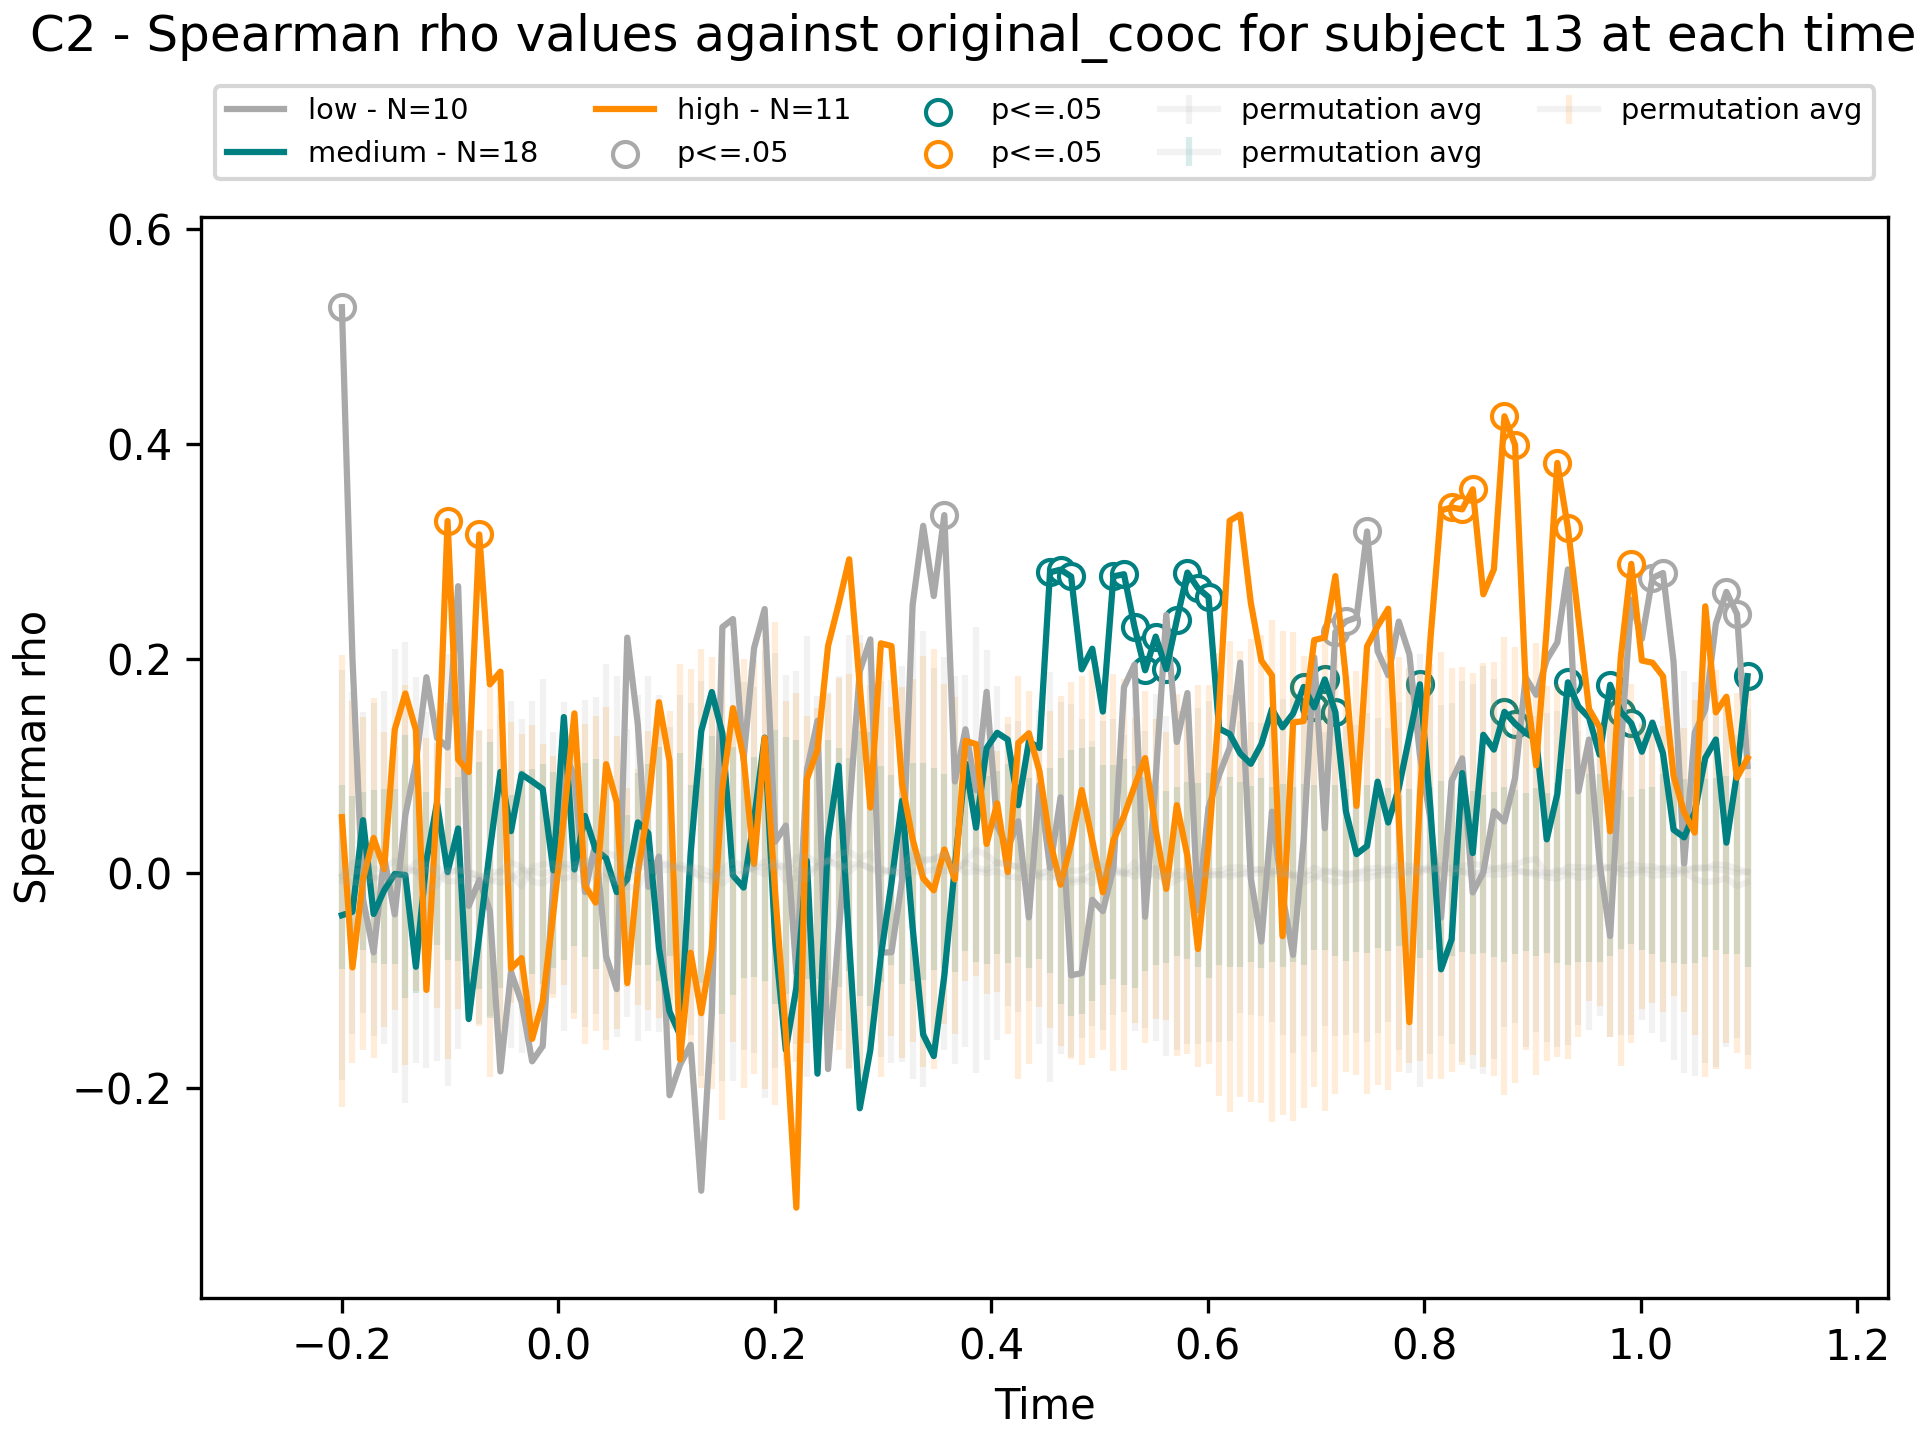 C2 - Spearman rho values against original_cooc for subject 13 at each time
low - N=10
medium - N=18
high - N=11
p<=.05
p<=.05
p<=.05
permutation avg
permutation avg
permutation avg
Spearman rho
0.6
0.4
0.2
0.0
−0.2
−0.2
0.0
0.2
0.4
0.6
0.8
1.0
1.2
Time